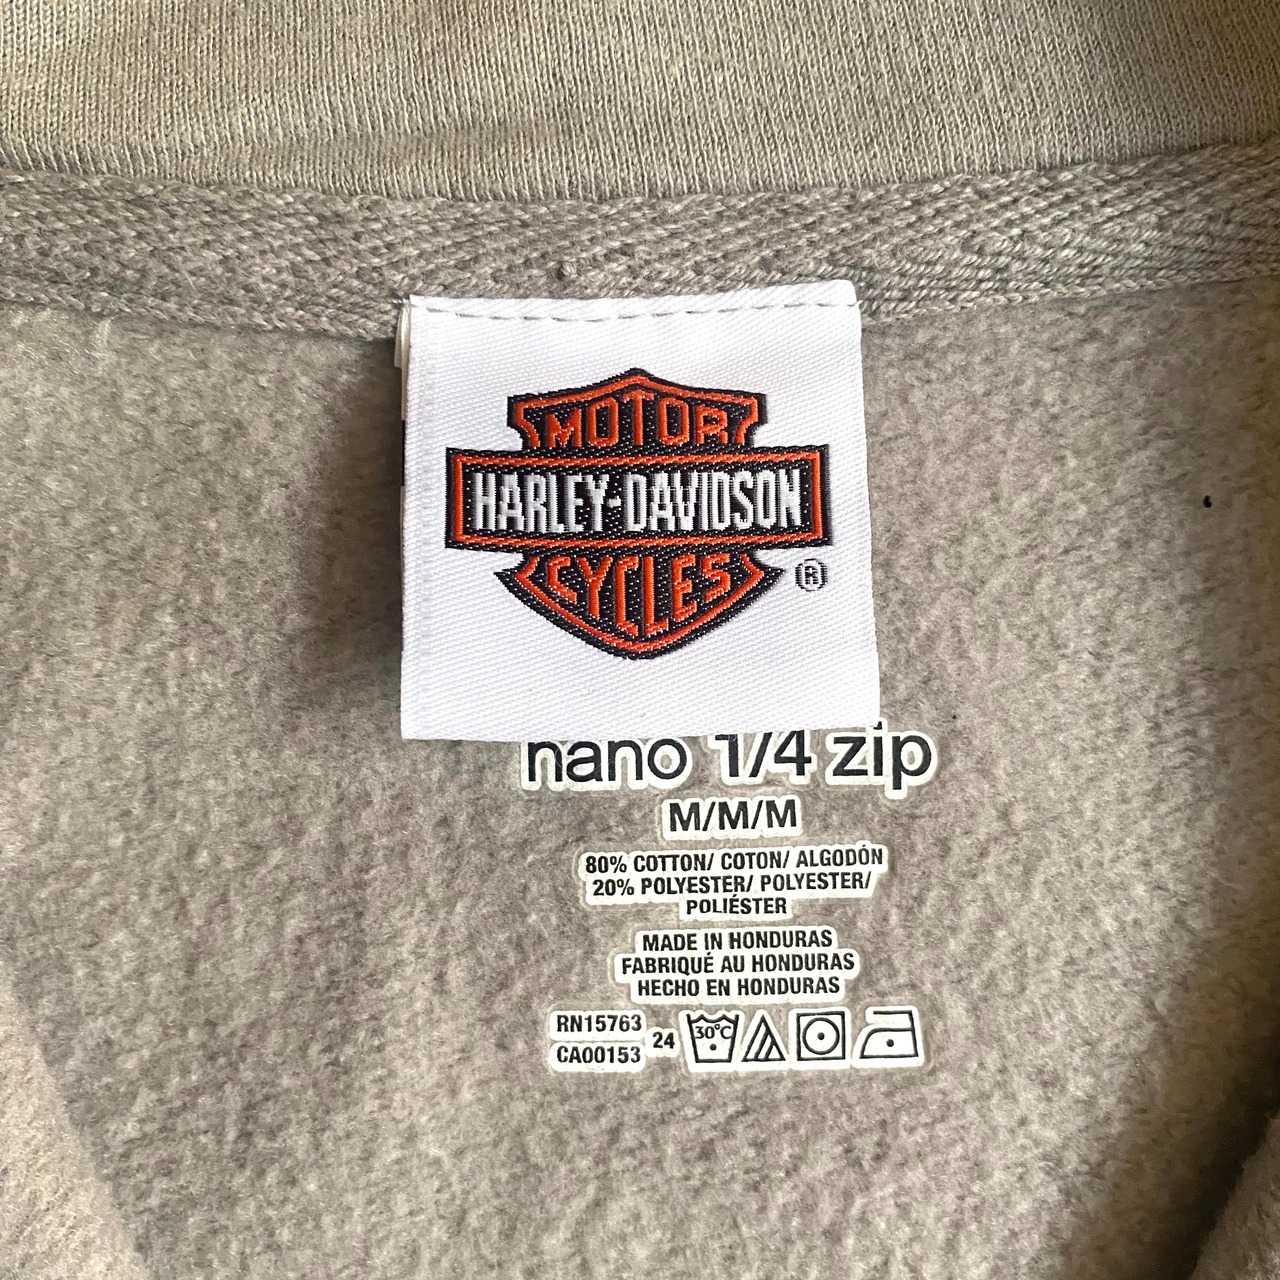 MOTOR
HARLEY-DAVIDSON
CYCLES
®
nano 1/4 zip
M/M/M
80% COTTON/ COTON/ ALGODÓN
20% POLYESTER/ POLYESTER/
POLIÉSTER
MADE IN HONDURAS
FABRIQUÉ AU HONDURAS
HECHO EN HONDURAS
RN15763
CA00153
24
30°C